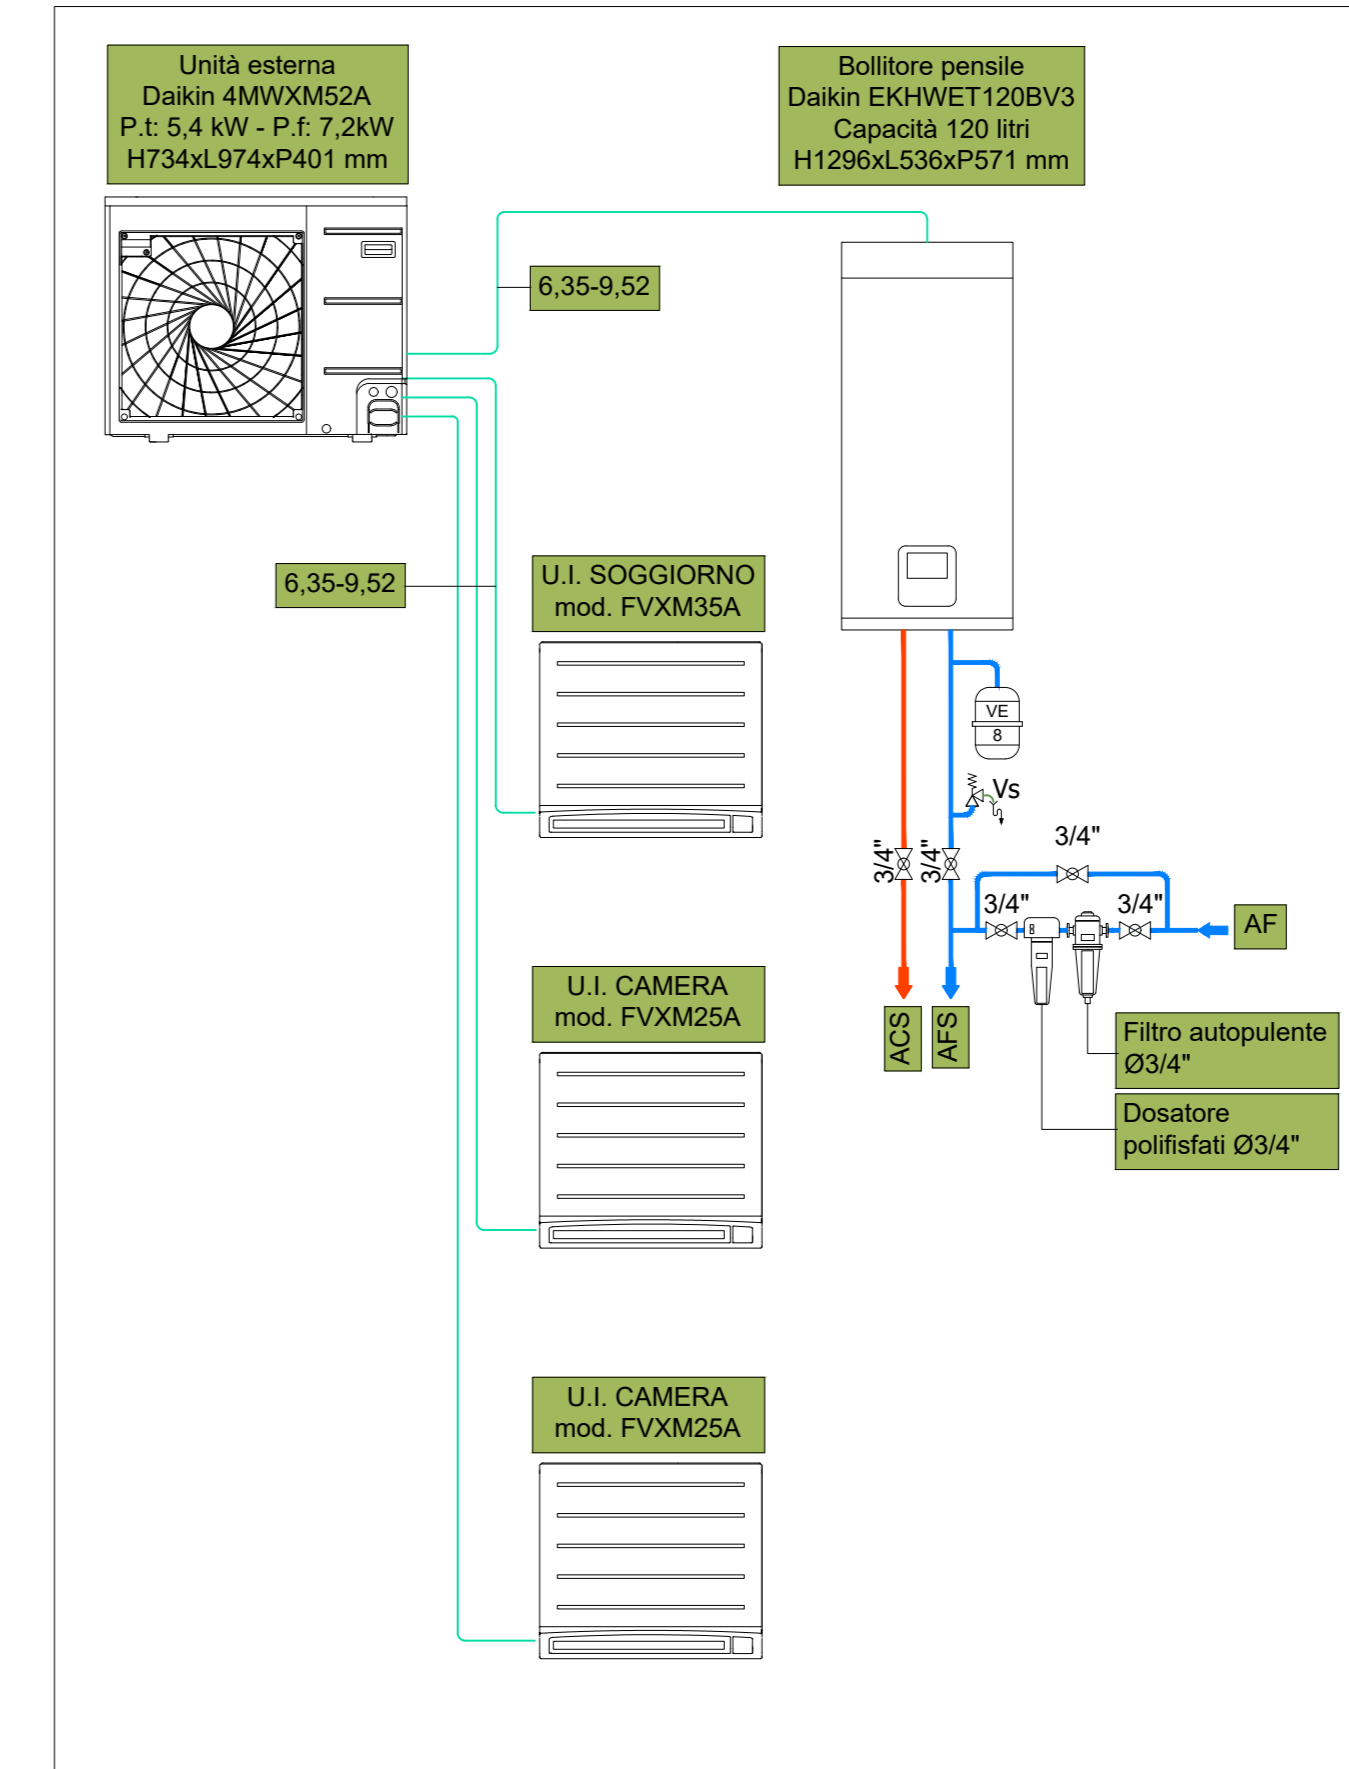 Unità esterna
Daikin 4MWXM52A
P.t: 5,4 kW - P.f: 7,2kW
H734xL974xP401 mm
Bollitore pensile
Daikin EKHWET120BV3
Capacità 120 litri
H1296xL536xP571 mm
6,35-9,52
6,35-9,52
U.I. SOGGIORNO
mod. FVXM35A
VE
8
Vs
3/4"
3/4"
3/4"
3/4"
3/4"
AF
ACS
AFS
Filtro autopulente
Ø3/4"
Dosatore
polifisfati Ø3/4"
U.I. CAMERA
mod. FVXM25A
U.I. CAMERA
mod. FVXM25A